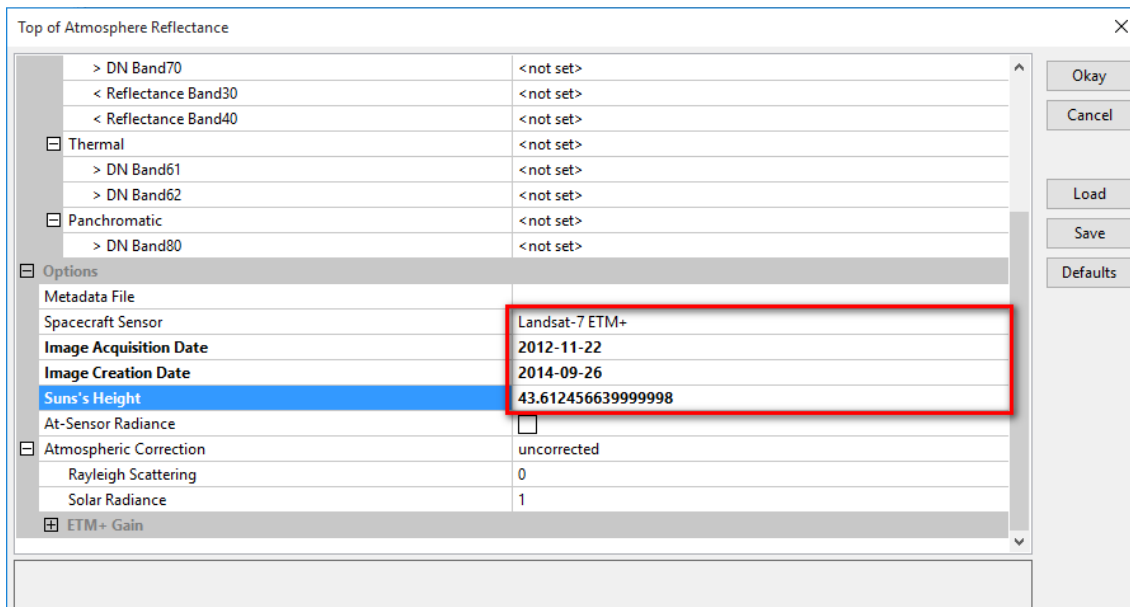 Top of Atmosphere Reflectance
> DN Band70 <not set>
< Reflectance Band30 <not set>
< Reflectance Band40 <not set>
Thermal <not set>
> DN Band61 <not set>
> DN Band62 <not set>
Panchromatic <not set>
> DN Band80 <not set>
Options
Metadata File
Spacecraft Sensor Landsat-7 ETM+
Image Acquisition Date 2012-11-22
Image Creation Date 2014-09-26
Suns's Height 43.612456639999998
At-Sensor Radiance
Atmospheric Correction uncorrected
Rayleigh Scattering 0
Solar Radiance 1
ETM+ Gain
Okay
Cancel
Load
Save
Defaults